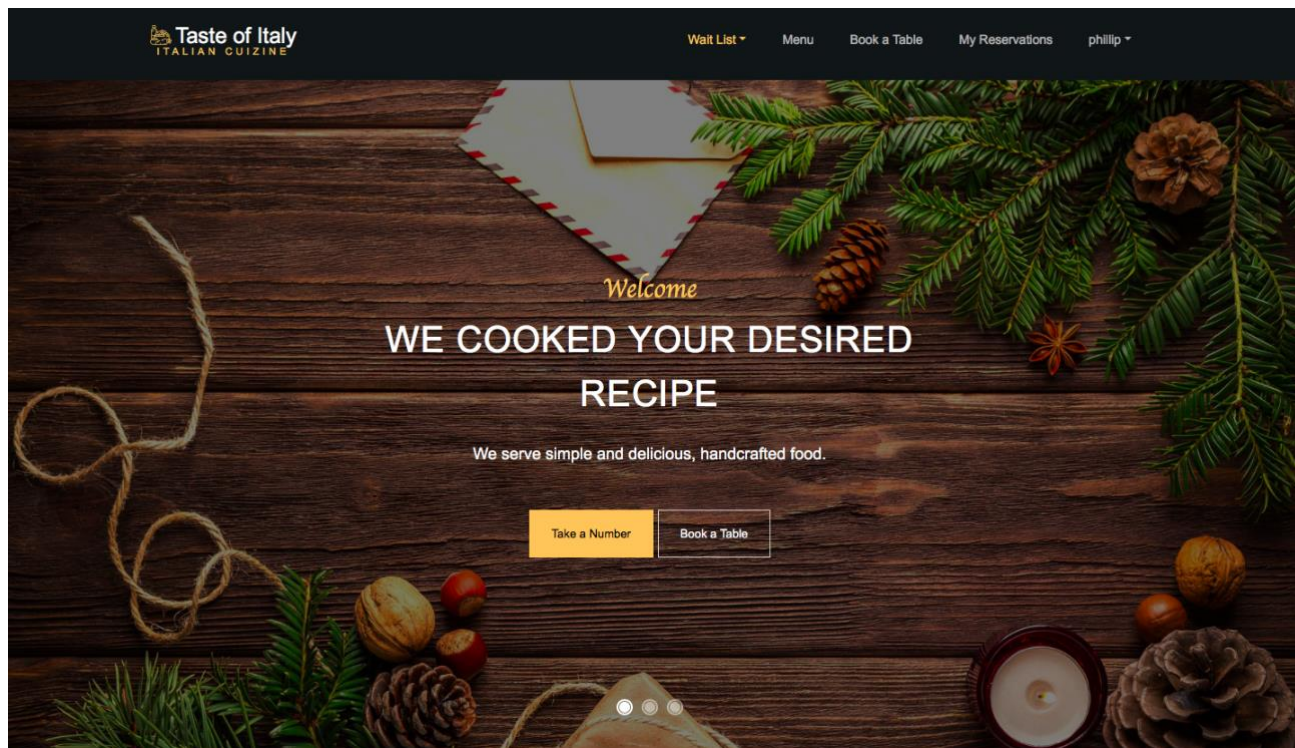 Taste of Italy
ITALIAN CUIZINE
Wait List
Menu
Book a Table
My Reservations
phillip
Welcome
WE COOKED YOUR DESIRED
RECIPE
We serve simple and delicious, handcrafted food.
Take a Number
Book a Table